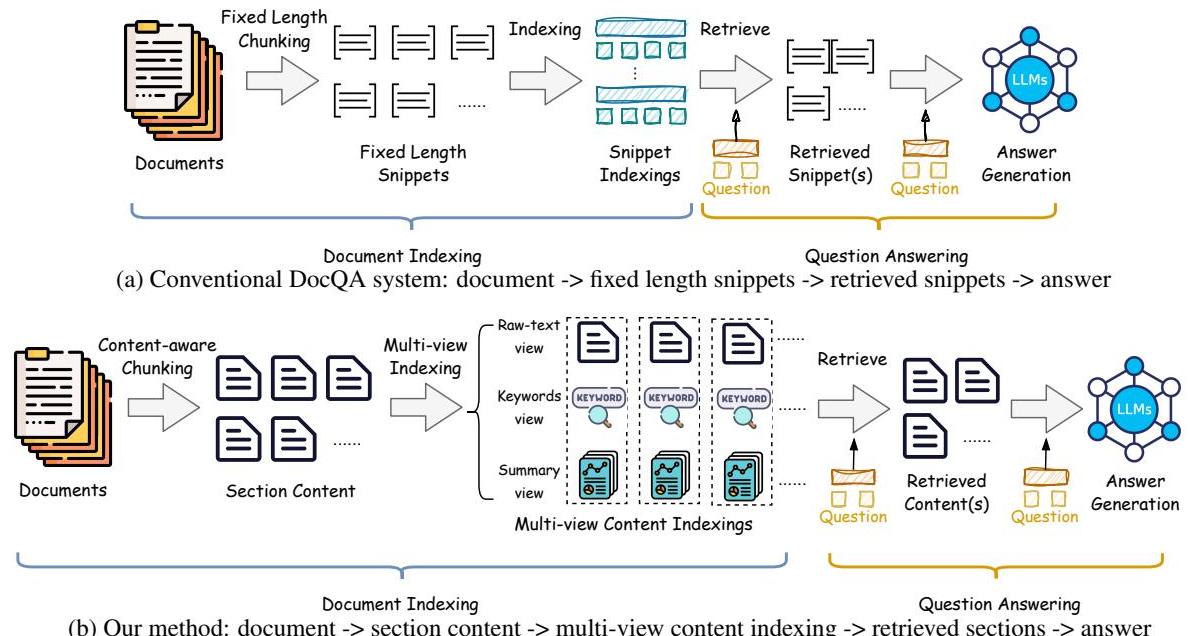 Fixed Length
Chunking
Indexing
Retrieve
LLMs
Documents
Fixed Length
Snippets
......
Snippet
Indexings
Question
Retrieved
Snippet(s)
......
Question
Answer
Generation
Document Indexing
Question Answering
(a) Conventional DocQA system: document -> fixed length snippets -> retrieved snippets -> answer
Content-aware
Chunking
Multi-view
Indexing
Raw-text
view
......
Keywords
view
KEYWORD
KEYWORD
KEYWORD
......
Summary
view
......
Retrieve
LLMs
Documents
......
Section Content
Multi-view Content Indexings
Question
......
Retrieved
Content(s)
Question
Answer
Generation
Document Indexing
Question Answering
(b) Our method: document -> section content -> multi-view content indexing -> retrieved sections -> answer